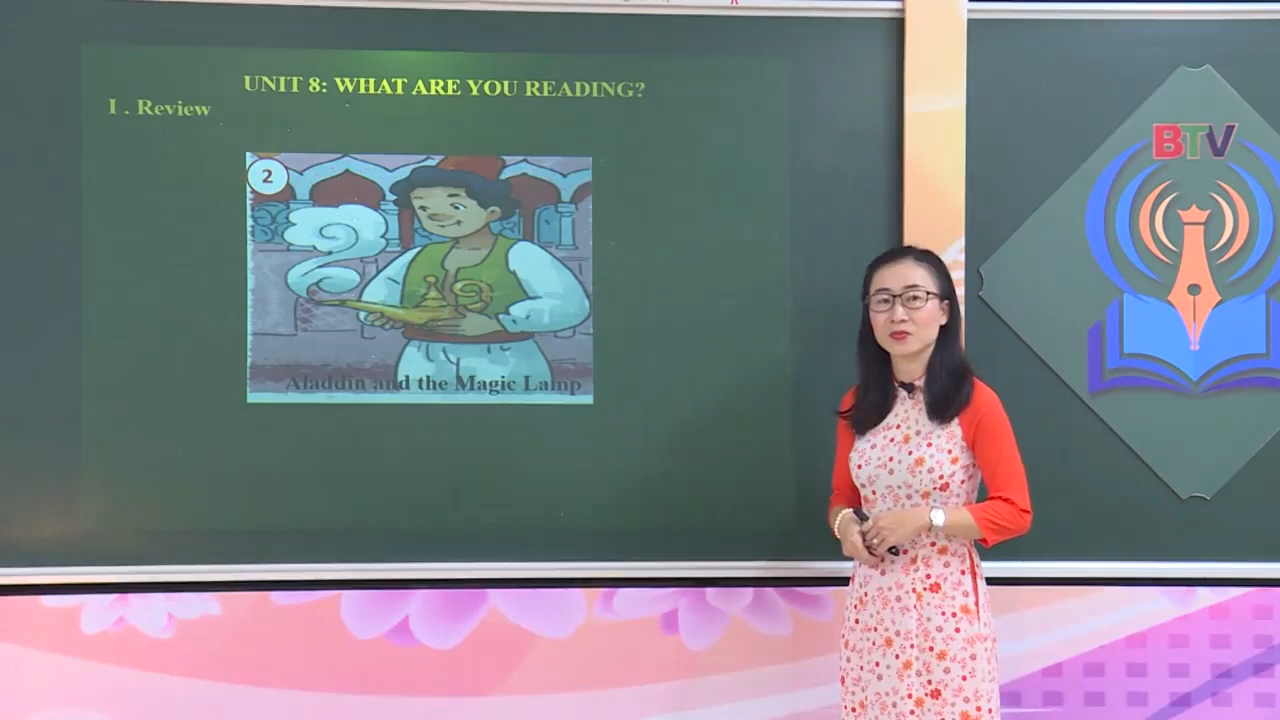 UNIT 8: WHAT ARE YOU READING?
I . Review
2
Aladdin and the Magic Lamp
BTV